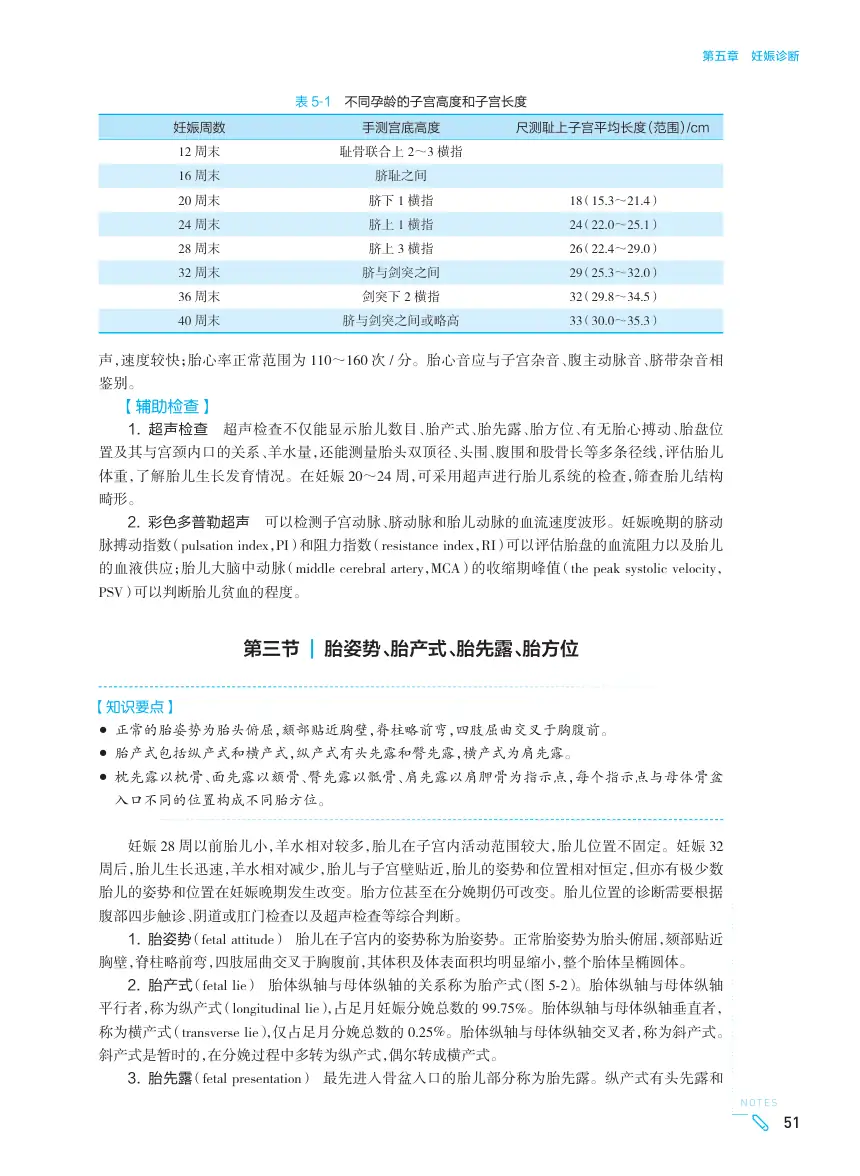 第五章 妊娠诊断
表 5-1 不同孕龄的子宫高度和子宫长度
妊娠周数 手测宫底高度 尺测耻上子宫平均长度(范围)/cm
12 周末 耻骨联合上 2～3 横指
16 周末 脐耻之间
20 周末 脐下 1 横指 18(15.3～21.4)
24 周末 脐上 1 横指 24(22.0～25.1)
28 周末 脐上 3 横指 26(22.4～29.0)
32 周末 脐与剑突之间 29(25.3～32.0)
36 周末 剑突下 2 横指 32(29.8～34.5)
40 周末 脐与剑突之间或略高 33(30.0～35.3)
声,速度较快;胎心率正常范围为 110～160 次 / 分。胎心音应与子宫杂音、腹主动脉音、脐带杂音相
鉴别。
【辅助检查】
1. 超声检查 超声检查不仅能显示胎儿数目、胎产式、胎先露、胎方位、有无胎心搏动、胎盘位
置及其与宫颈内口的关系、羊水量,还能测量胎头双顶径、头围、腹围和股骨长等多条径线,评估胎儿
体重,了解胎儿生长发育情况。在妊娠 20～24 周,可采用超声进行胎儿系统的检查,筛查胎儿结构
畸形。
2. 彩色多普勒超声 可以检测子宫动脉、脐动脉和胎儿动脉的血流速度波形。妊娠晚期的脐动
脉搏动指数(pulsation index,PI)和阻力指数(resistance index,RI)可以评估胎盘的血流阻力以及胎儿
的血液供应;胎儿大脑中动脉(middle cerebral artery,MCA)的收缩期峰值(the peak systolic velocity,
PSV)可以判断胎儿贫血的程度。
第三节 | 胎姿势、胎产式、胎先露、胎方位
【知识要点】
● 正常的胎姿势为胎头俯屈,颏部贴近胸壁,脊柱略前弯,四肢屈曲交叉于胸腹前。
● 胎产式包括纵产式和横产式,纵产式有头先露和臀先露,横产式为肩先露。
● 枕先露以枕骨、面先露以颏骨、臀先露以骶骨、肩先露以肩胛骨为指示点,每个指示点与母体骨盆
入口不同的位置构成不同胎方位。
妊娠 28 周以前胎儿小,羊水相对较多,胎儿在子宫内活动范围较大,胎儿位置不固定。妊娠 32
周后,胎儿生长迅速,羊水相对减少,胎儿与子宫壁贴近,胎儿的姿势和位置相对恒定,但亦有极少数
胎儿的姿势和位置在妊娠晚期发生改变。胎方位甚至在分娩期仍可改变。胎儿位置的诊断需要根据
腹部四步触诊、阴道或肛门检查以及超声检查等综合判断。
1. 胎姿势(fetal attitude) 胎儿在子宫内的姿势称为胎姿势。正常胎姿势为胎头俯屈,颏部贴近
胸壁,脊柱略前弯,四肢屈曲交叉于胸腹前,其体积及体表面积均明显缩小,整个胎体呈椭圆体。
2. 胎产式(fetal lie) 胎体纵轴与母体纵轴的关系称为胎产式(图 5-2)。胎体纵轴与母体纵轴
平行者,称为纵产式(longitudinal lie),占足月妊娠分娩总数的 99.75%。胎体纵轴与母体纵轴垂直者,
称为横产式(transverse lie),仅占足月分娩总数的 0.25%。胎体纵轴与母体纵轴交叉者,称为斜产式。
斜产式是暂时的,在分娩过程中多转为纵产式,偶尔转成横产式。
3. 胎先露(fetal presentation) 最先进入骨盆入口的胎儿部分称为胎先露。纵产式有头先露和
NOTES
51